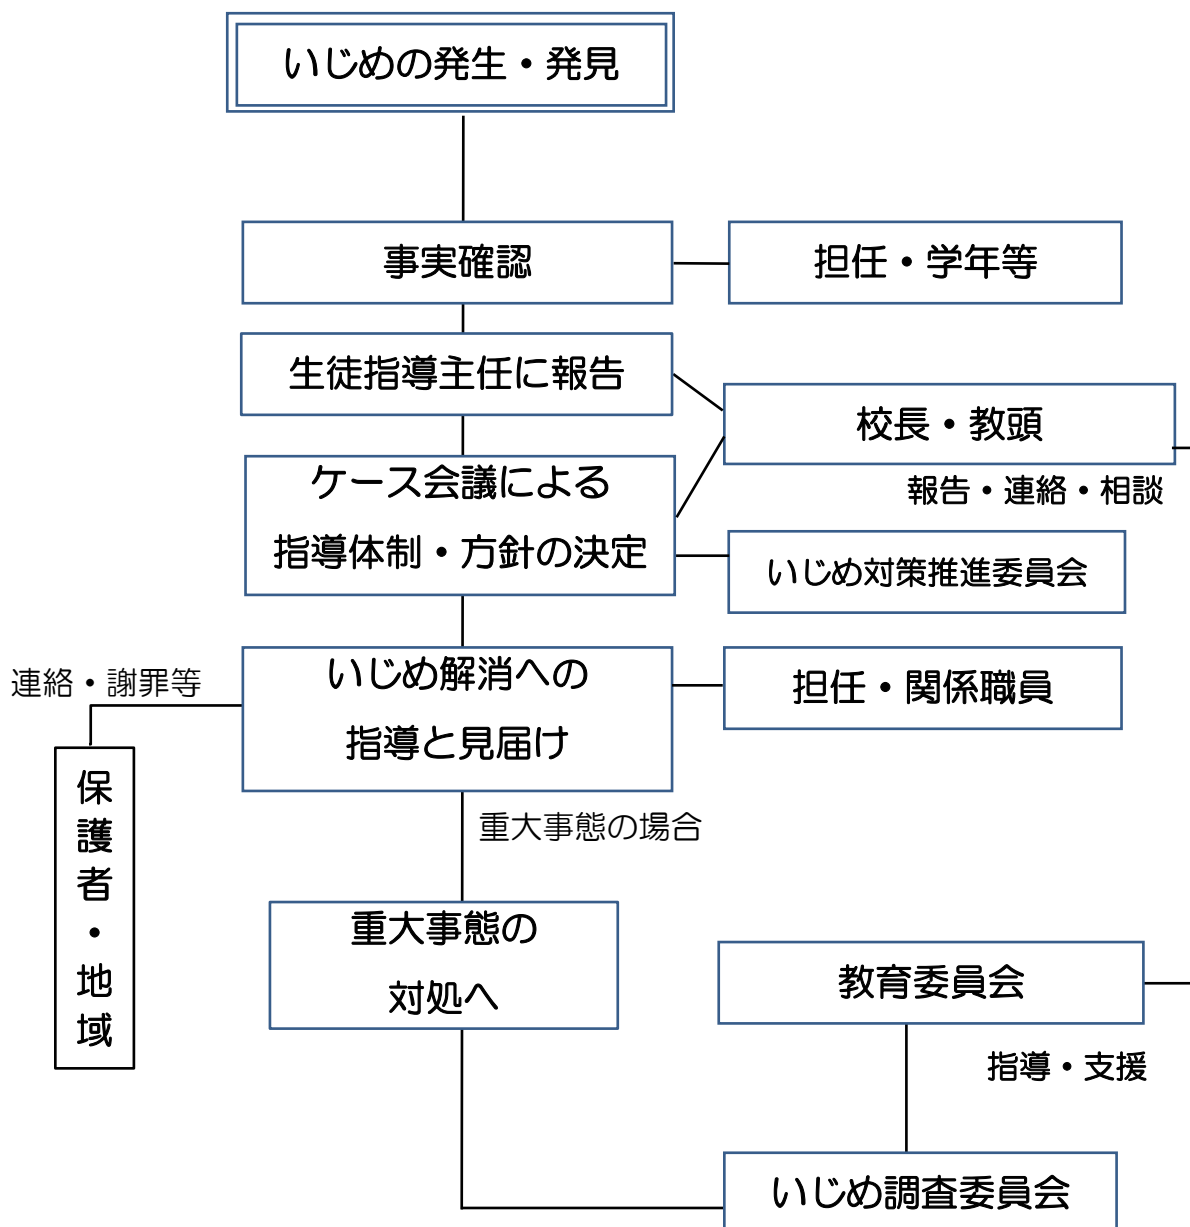 いじめの発生・発見
事実確認
担任・学年等
生徒指導主任に報告
校長・教頭
報告・連絡・相談
ケース会議による
指導体制・方針の決定
いじめ対策推進委員会
連絡・謝罪等
いじめ解消への
指導と見届け
担任・関係職員
保護者・地域
重大事態の場合
重大事態の
対処へ
教育委員会
指導・支援
いじめ調査委員会